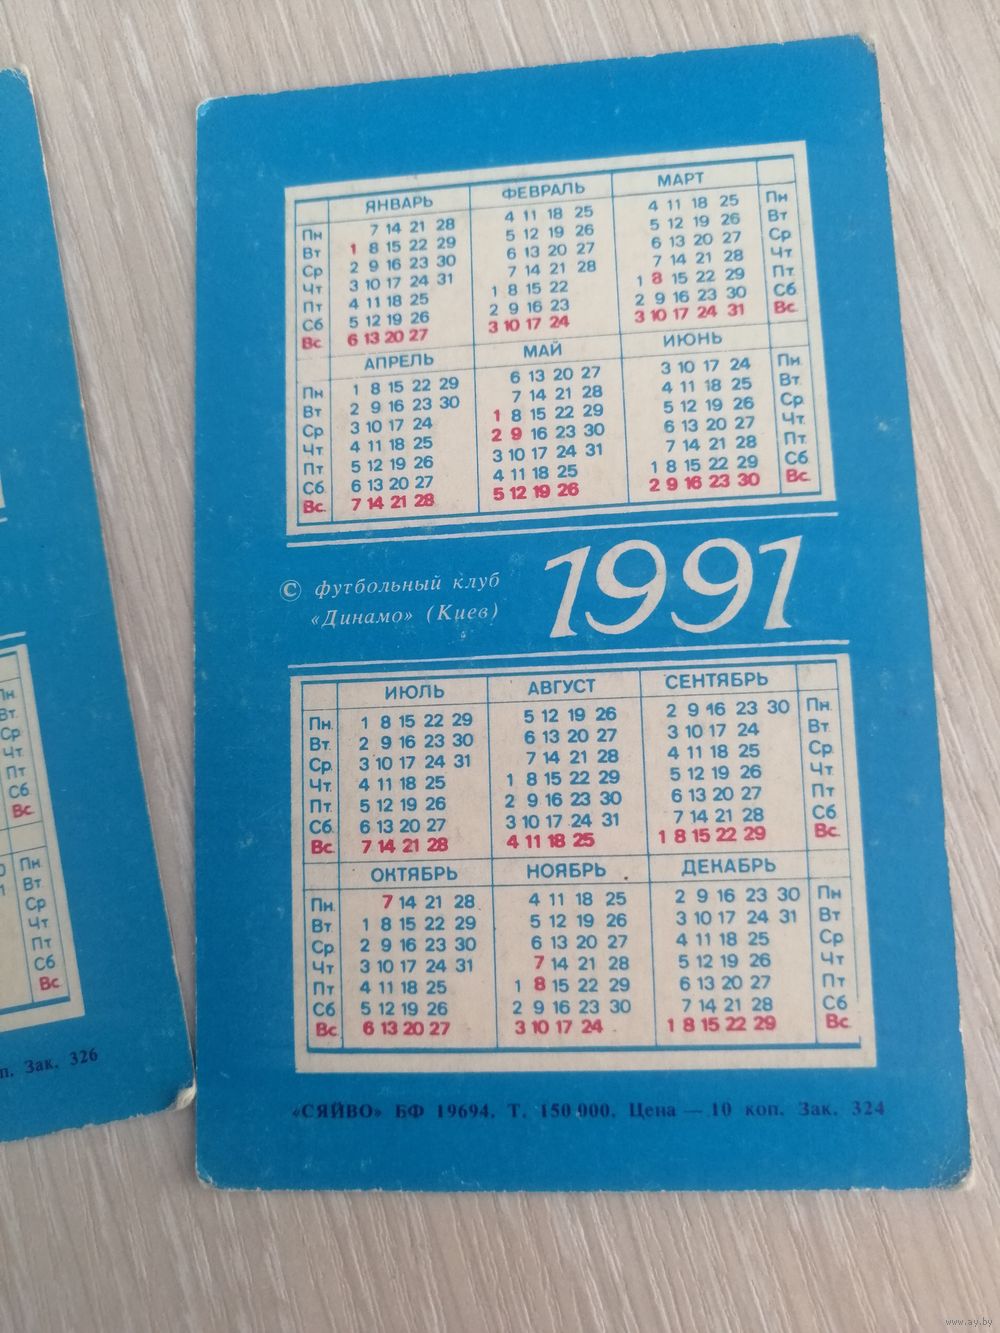 ЯНВАРЬ ФЕВРАЛЬ МАРТ
Пн 7 14 21 28 4 11 18 25 4 11 18 25 Пн
Вт 1 8 15 22 29 5 12 19 26 5 12 19 26 Вт
Ср 2 9 16 23 30 6 13 20 27 6 13 20 27 Ср
Чт 3 10 17 24 31 7 14 21 28 7 14 21 28 Чт
Пт 4 11 18 25 1 8 15 22 1 8 15 22 29 Пт
Сб 5 12 19 26 2 9 16 23 2 9 16 23 30 Сб
Вс 6 13 20 27 3 10 17 24 3 10 17 24 31 Вс
АПРЕЛЬ МАЙ ИЮНЬ
Пн 1 8 15 22 29 6 13 20 27 3 10 17 24 Пн
Вт 2 9 16 23 30 7 14 21 28 4 11 18 25 Вт
Ср 3 10 17 24 1 8 15 22 29 5 12 19 26 Ср
Чт 4 11 18 25 2 9 16 23 30 6 13 20 27 Чт
Пт 5 12 19 26 3 10 17 24 31 7 14 21 28 Пт
Сб 6 13 20 27 4 11 18 25 1 8 15 22 29 Сб
Вс. 7 14 21 28 5 12 19 26 2 9 16 23 30 Вс.
© футбольный клуб
«Динамо» (Киев)
1991
ИЮЛЬ АВГУСТ СЕНТЯБРЬ
Пн. 1 8 15 22 29 5 12 19 26 2 9 16 23 30 Пн.
Вт. 2 9 16 23 30 6 13 20 27 3 10 17 24 Вт.
Ср. 3 10 17 24 31 7 14 21 28 4 11 18 25 Ср.
Чт. 4 11 18 25 1 8 15 22 29 5 12 19 26 Чт.
Пт. 5 12 19 26 2 9 16 23 30 6 13 20 27 Пт.
Сб. 6 13 20 27 3 10 17 24 31 7 14 21 28 Сб.
Вс. 7 14 21 28 4 11 18 25 1 8 15 22 29 Вс.
ОКТЯБРЬ НОЯБРЬ ДЕКАБРЬ
Пн. 7 14 21 28 4 11 18 25 2 9 16 23 30 Пн
Вт. 1 8 15 22 29 5 12 19 26 3 10 17 24 31 Вт
Ср. 2 9 16 23 30 6 13 20 27 4 11 18 25 Ср
Чт 3 10 17 24 31 7 14 21 28 5 12 19 26 Чт
Пт 4 11 18 25 1 8 15 22 29 6 13 20 27 Пт
Сб 5 12 19 26 2 9 16 23 30 7 14 21 28 Сб
Вс. 6 13 20 27 3 10 17 24 1 8 15 22 29 Вс.
«СЯЙВО» БФ 19694. Т. 150 000. Цена — 10 коп. Зак. 324
Пн
Вт
Ср
Чт
Пт
Сб
Вс
Пн
Вт
Ср
Чт
Пт
Сб
Вс
п. Зак. 326
www.ay.by